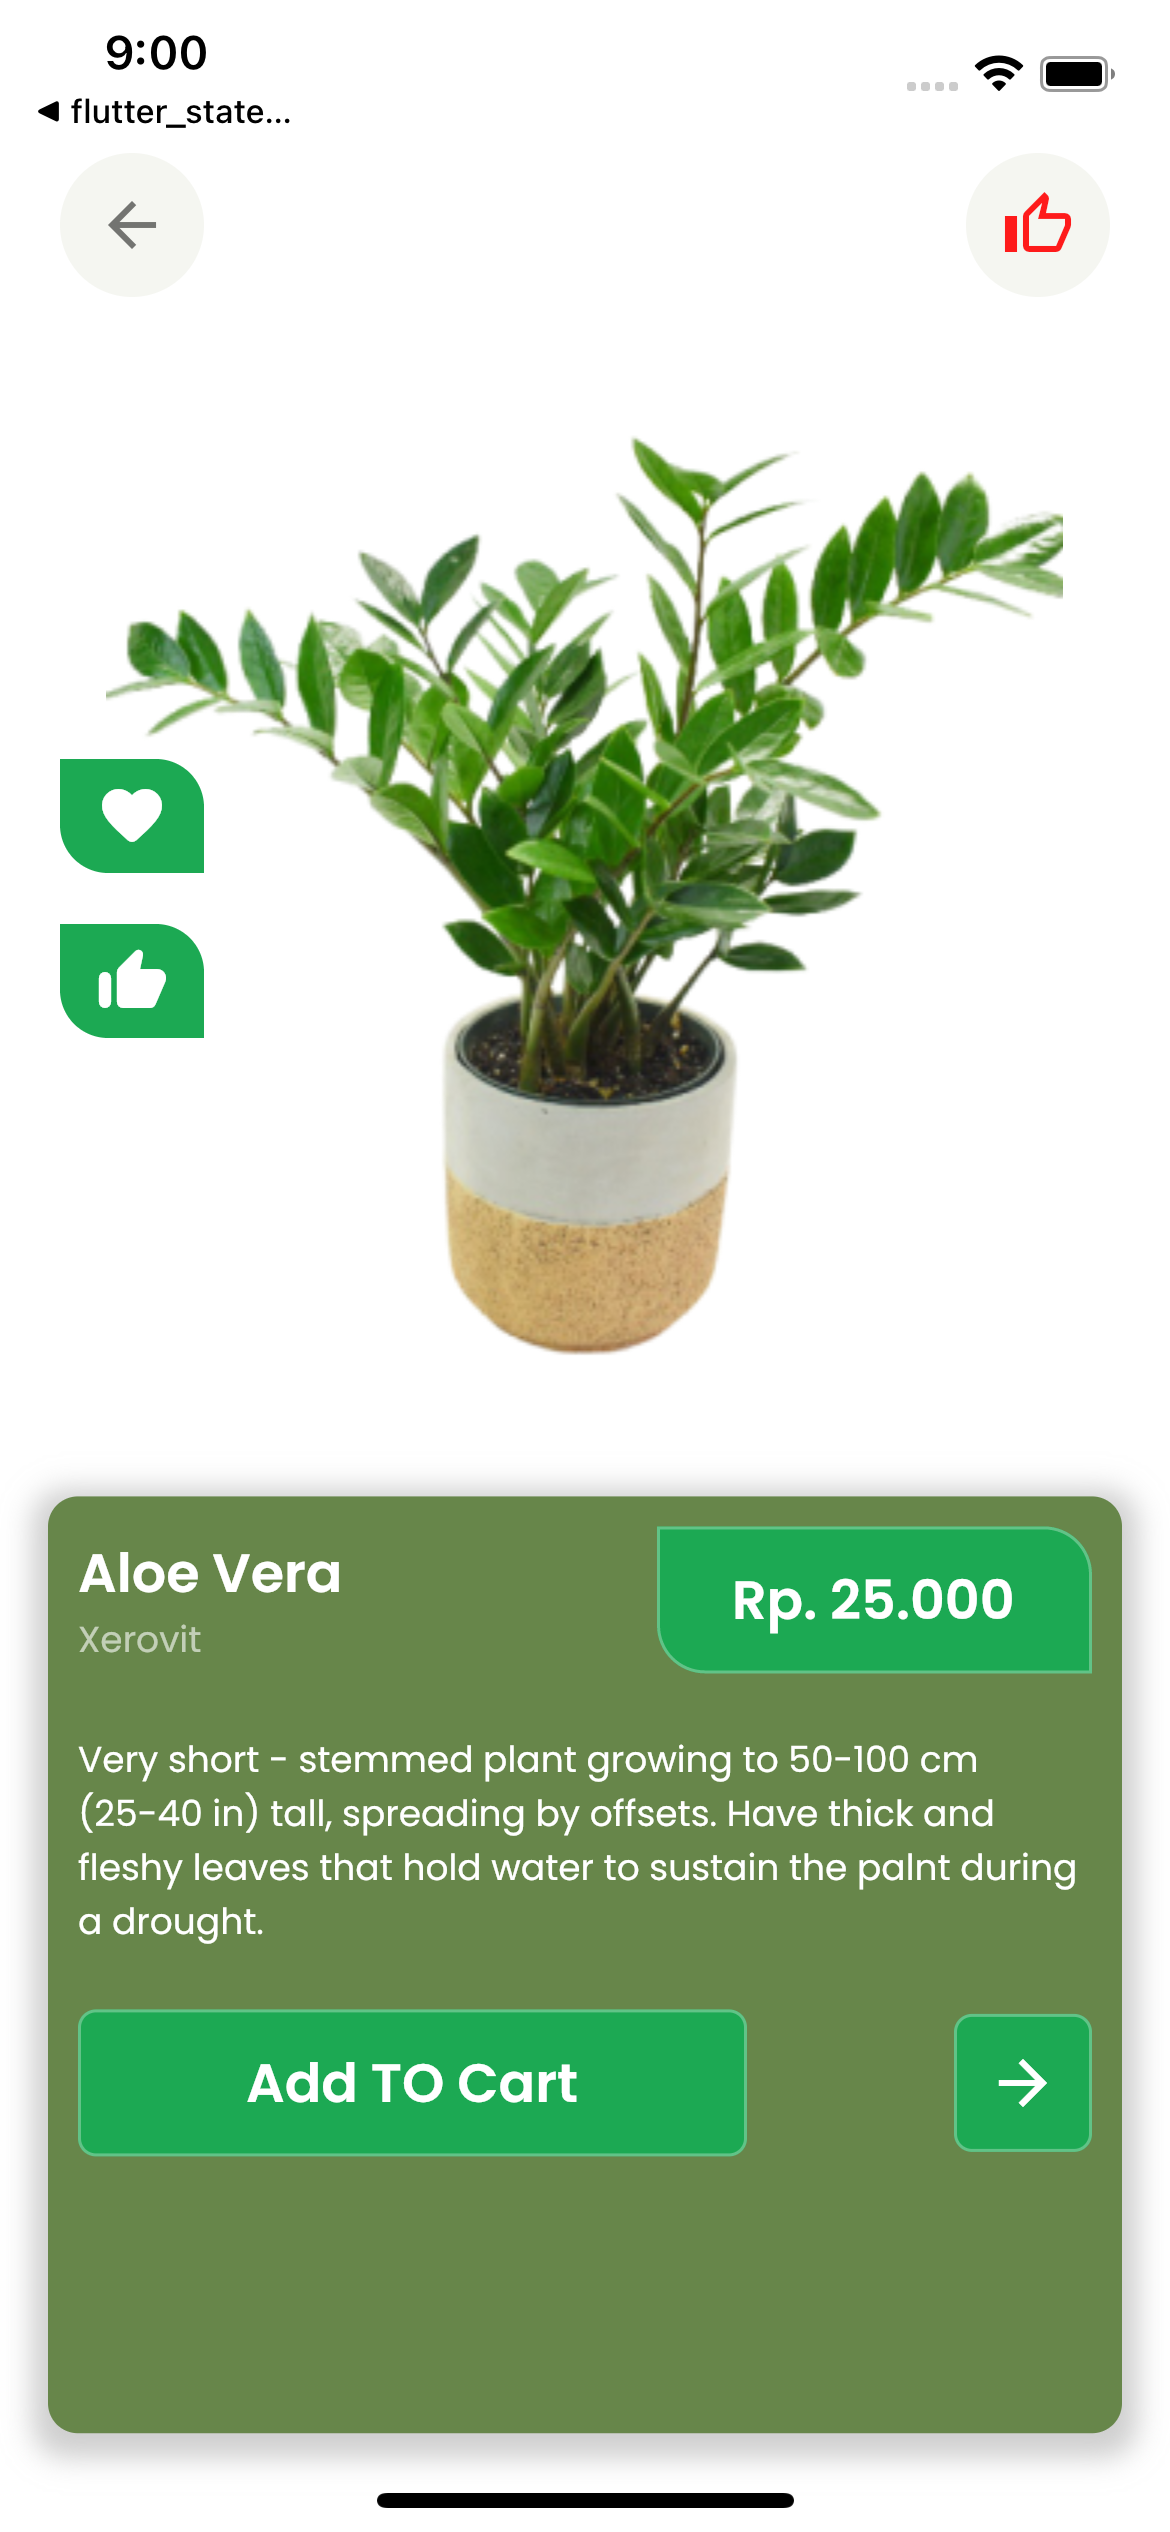 9:00
flutter_state...
Aloe Vera
Xerovit
Rp. 25.000
Very short - stemmed plant growing to 50-100 cm
(25-40 in) tall, spreading by offsets. Have thick and
fleshy leaves that hold water to sustain the palnt during
a drought.
Add TO Cart